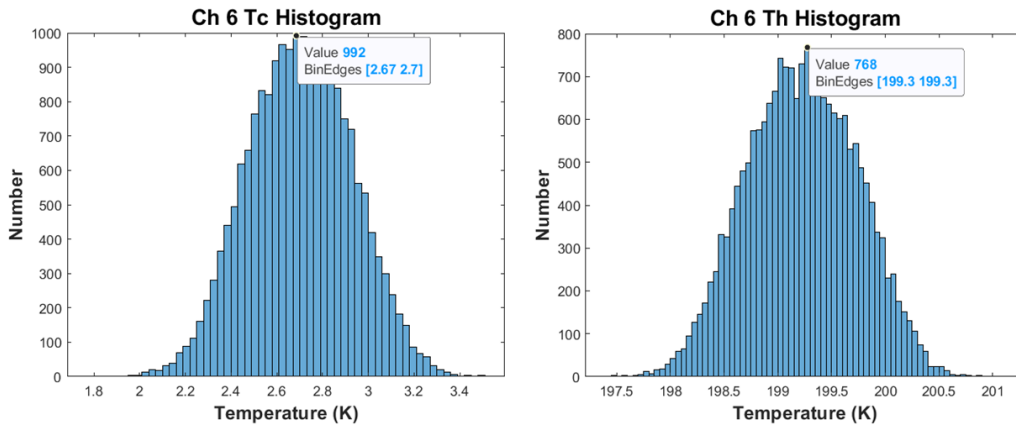 Ch 6 Tc Histogram
1000
900
800
700
600
500
400
300
200
100
0
Number
Value 992
BinEdges [2.67 2.7]
1.8 2 2.2 2.4 2.6 2.8 3 3.2 3.4
Temperature (K)
Ch 6 Th Histogram
800
700
600
500
400
300
200
100
0
Number
Value 768
BinEdges [199.3 199.3]
197.5 198 198.5 199 199.5 200 200.5 201
Temperature (K)